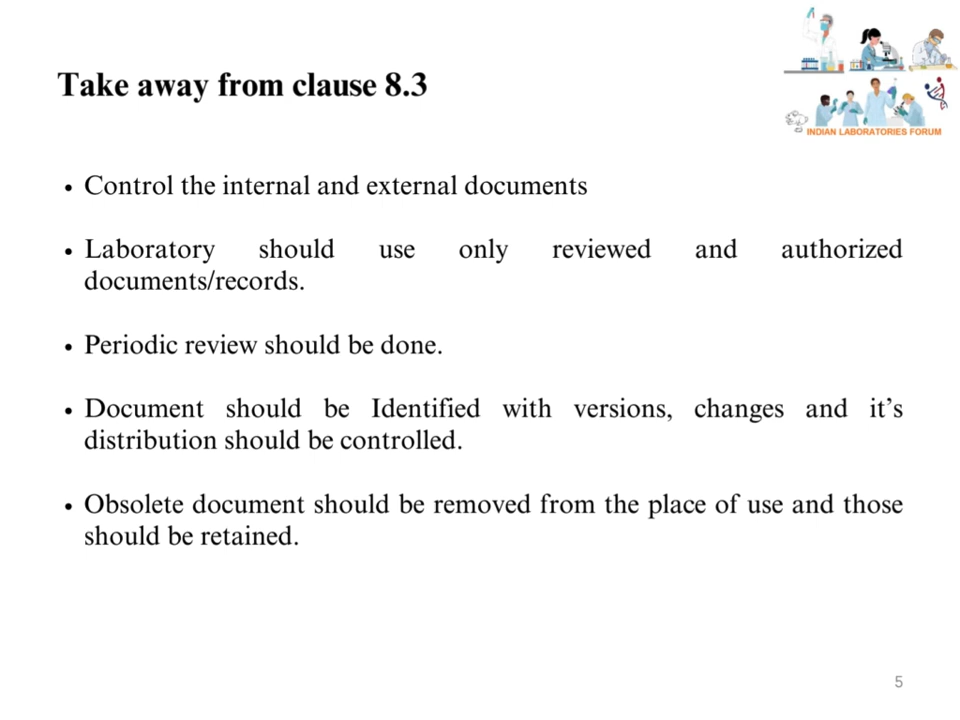 INDIAN LABORATORIES FORUM
Take away from clause 8.3
• Control the internal and external documents
• Laboratory should use only reviewed and authorized
documents/records.
• Periodic review should be done.
• Document should be Identified with versions, changes and it’s
distribution should be controlled.
• Obsolete document should be removed from the place of use and those
should be retained.
5